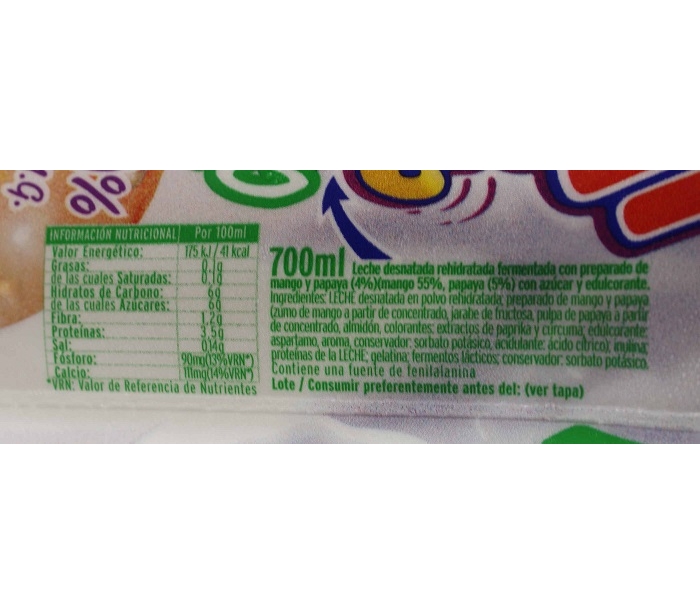 %
INFORMACIÓN NUTRICIONAL Por 100ml
Valor Energético: 175 kJ / 41 kcal
Grasas: 0,1g
de las cuales Saturadas:
Hidratos de Carbono: 6g
de las cuales Azúcares: 6g
Fibra: 1,2g
Proteínas: 3,5g
Sal:
Fósforo: 90mg(13%VRN*)
Calcio: 111mg(14%VRN*)
*VRN: Valor de Referencia de Nutrientes
700ml Leche desnatada rehidratada fermentada con preparado de
mango y papaya (4%)(mango 55%, papaya (5%) con azúcar y edulcorante.
Ingredientes: LECHE desnatada en polvo rehidratada; preparado de mango y papaya
(zumo de mango a partir de concentrado, jarabe de fructosa, pulpa de papaya a partir
de concentrado, almidón, colorantes: extractos de paprika y cúrcuma; edulcorante:
aspartamo, aroma, conservador: sorbato potásico, acidulante: ácido cítrico); inulina;
proteínas de la LECHE; gelatina; fermentos lácticos; conservador: sorbato potásico.
Contiene una fuente de fenilalanina
Lote / Consumir preferentemente antes del: (ver tapa)